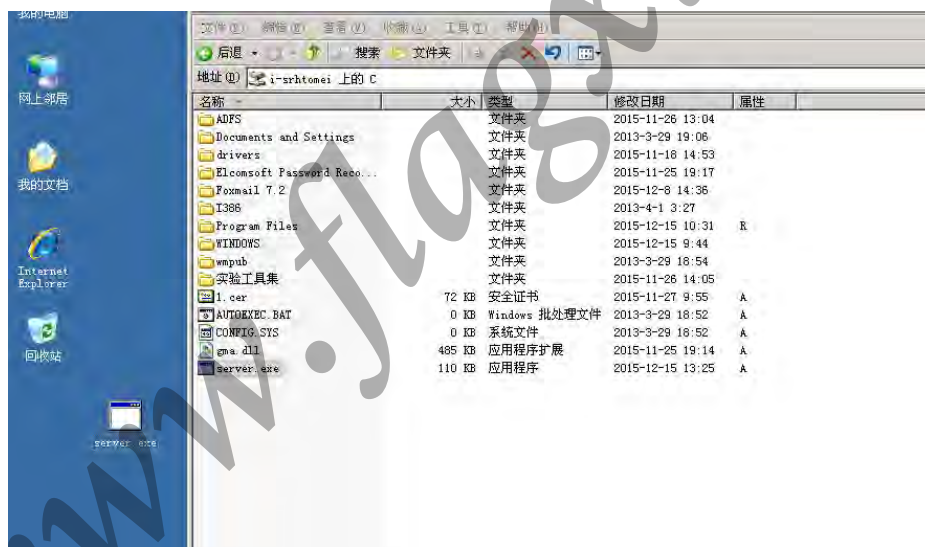 我的电脑
文件(F) 编辑(E) 查看(V) 收藏(A) 工具(T) 帮助(H)
后退 搜索 文件夹
地址(D) i-srhtomei 上的 C
名称 大小 类型 修改日期 属性
ADFS 文件夹 2015-11-26 13:04
Documents and Settings 文件夹 2013-3-29 19:06
drivers 文件夹 2015-11-18 14:53
Elcomsoft Password Reco... 文件夹 2015-11-25 19:17
Foxmail 7.2 文件夹 2015-12-8 14:36
I386 文件夹 2013-4-1 3:27
Program Files 文件夹 2015-12-15 10:31 R
WINDOWS 文件夹 2015-12-15 9:44
wmpub 文件夹 2013-3-29 18:54
实验工具集 文件夹 2015-11-26 14:05
1.cer 72 KB 安全证书 2015-11-27 9:55 A
AUTOEXEC.BAT 0 KB Windows 批处理文件 2013-3-29 18:52 A
CONFIG.SYS 0 KB 系统文件 2013-3-29 18:52 A
gma.dll 485 KB 应用程序扩展 2015-11-25 19:14 A
server.exe 110 KB 应用程序 2015-12-15 13:25 A
网上邻居
我的文档
Internet
Explorer
回收站
server.exe